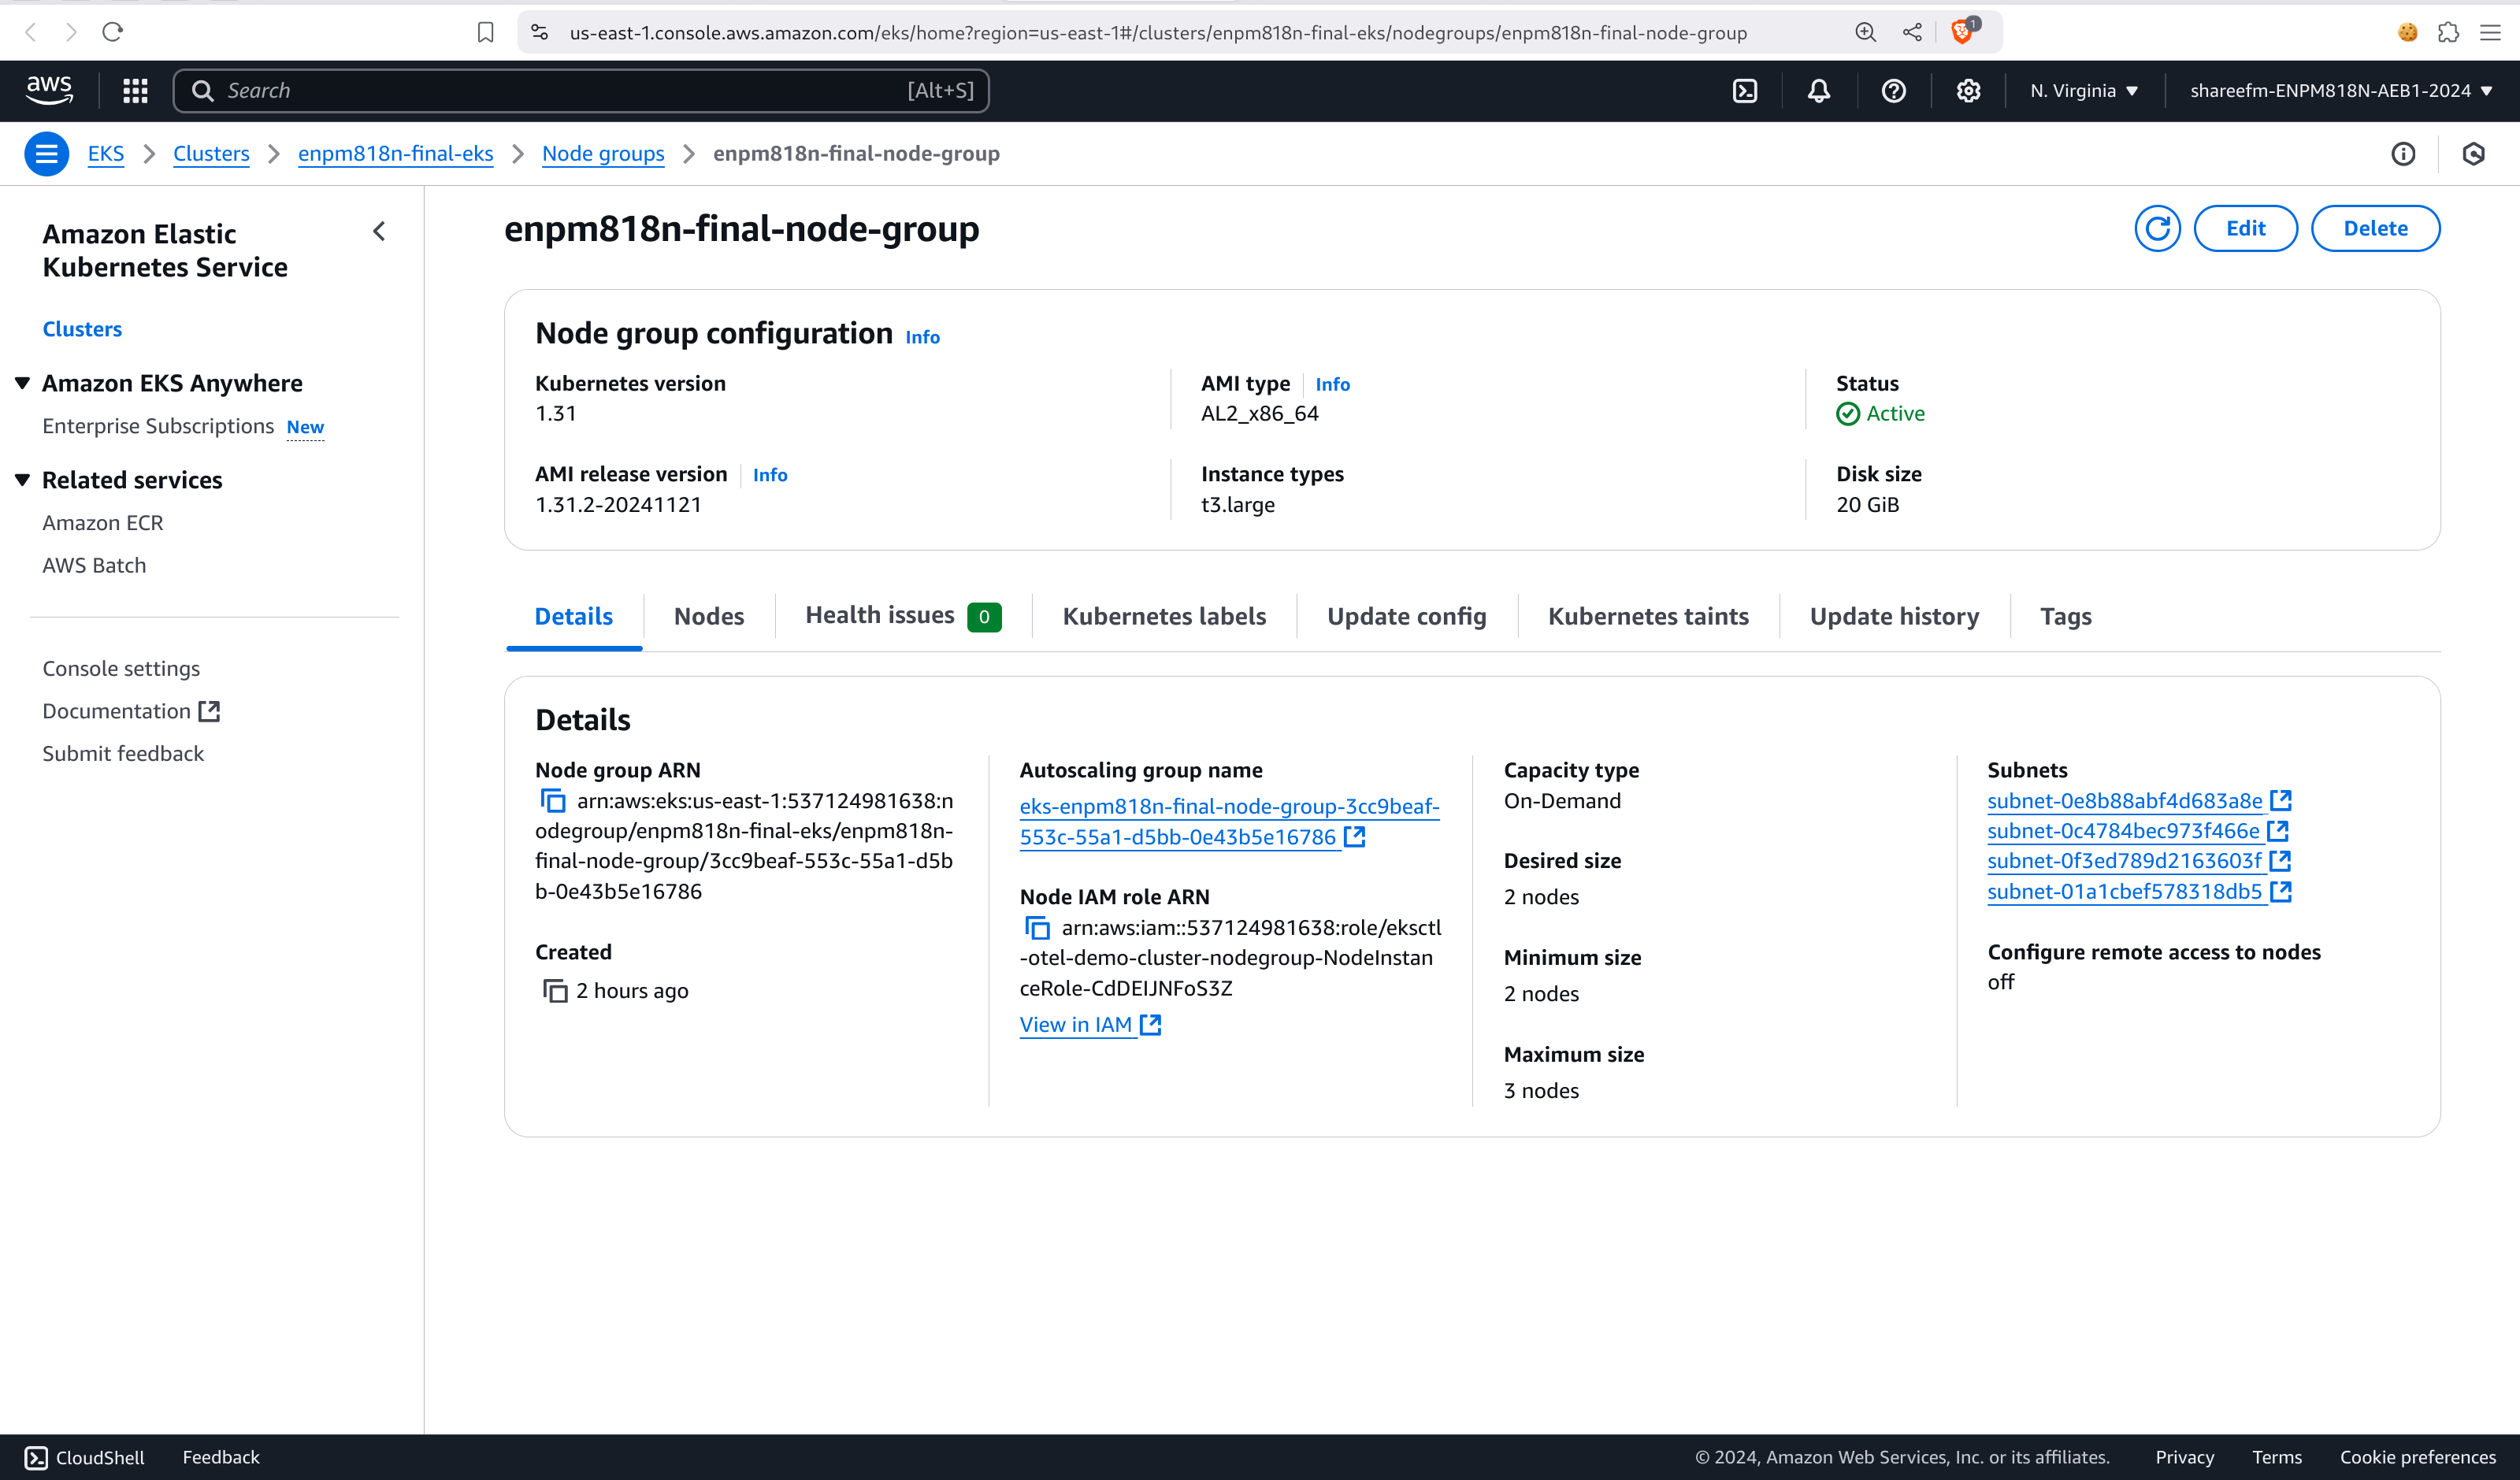 us-east-1.console.aws.amazon.com/eks/home?region=us-east-1#/clusters/enpm818n-final-eks/nodegroups/enpm818n-final-node-group
1
aws
Search
[Alt+S]
N. Virginia
shareefm-ENPM818N-AEB1-2024
EKS
Clusters
enpm818n-final-eks
Node groups
enpm818n-final-node-group
Amazon Elastic
Kubernetes Service
Clusters
Amazon EKS Anywhere
Enterprise Subscriptions New
Related services
Amazon ECR
AWS Batch
Console settings
Documentation
Submit feedback
enpm818n-final-node-group
Edit
Delete
Node group configuration Info
Kubernetes version
1.31
AMI type Info
AL2_x86_64
Status
Active
AMI release version Info
1.31.2-20241121
Instance types
t3.large
Disk size
20 GiB
Details
Nodes
Health issues 0
Kubernetes labels
Update config
Kubernetes taints
Update history
Tags
Details
Node group ARN
arn:aws:eks:us-east-1:537124981638:n
odegroup/enpm818n-final-eks/enpm818n-
final-node-group/3cc9beaf-553c-55a1-d5b
b-0e43b5e16786
Created
2 hours ago
Autoscaling group name
eks-enpm818n-final-node-group-3cc9beaf-
553c-55a1-d5bb-0e43b5e16786
Node IAM role ARN
arn:aws:iam::537124981638:role/eksctl
-otel-demo-cluster-nodegroup-NodeInstan
ceRole-CdDEIJNFoS3Z
View in IAM
Capacity type
On-Demand
Desired size
2 nodes
Minimum size
2 nodes
Maximum size
3 nodes
Subnets
subnet-0e8b88abf4d683a8e
subnet-0c4784bec973f466e
subnet-0f3ed789d2163603f
subnet-01a1cbef578318db5
Configure remote access to nodes
off
CloudShell
Feedback
© 2024, Amazon Web Services, Inc. or its affiliates.
Privacy
Terms
Cookie preferences